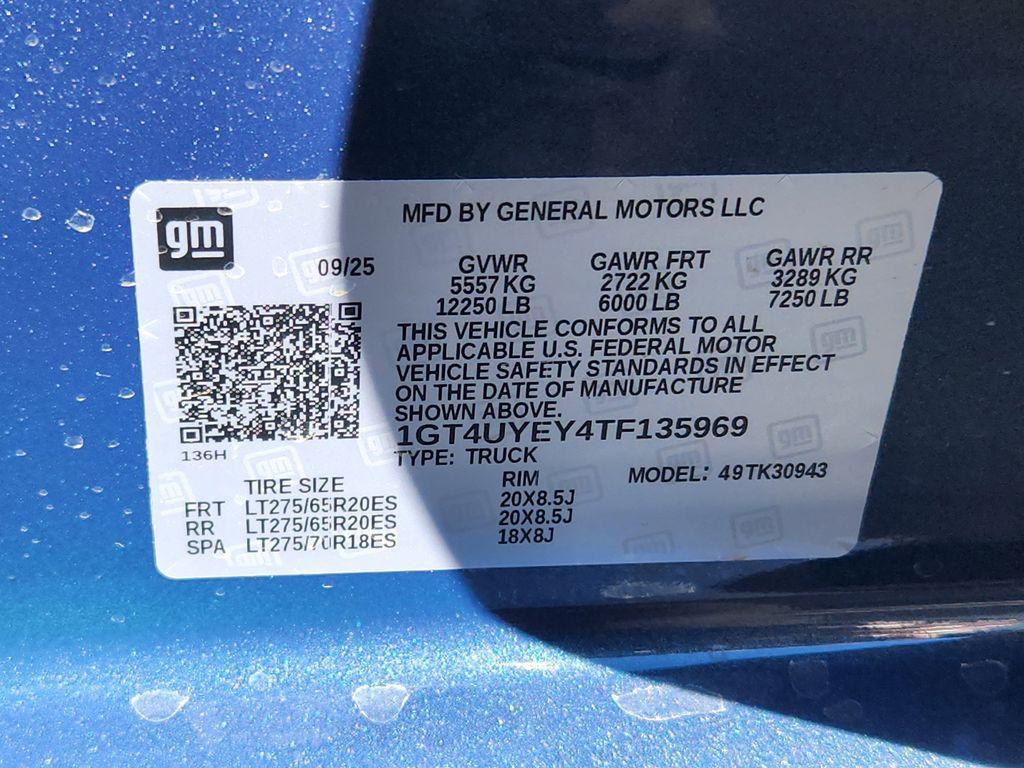 gm
MFD BY GENERAL MOTORS LLC
09/25
GVWR GAWR FRT GAWR RR
5557 KG 2722 KG 3289 KG
12250 LB 6000 LB 7250 LB
THIS VEHICLE CONFORMS TO ALL
APPLICABLE U.S. FEDERAL MOTOR
VEHICLE SAFETY STANDARDS IN EFFECT
ON THE DATE OF MANUFACTURE
SHOWN ABOVE.
1GT4UYEY4TF135969
136H
TYPE: TRUCK
MODEL: 49TK30943
TIRE SIZE RIM
FRT LT275/65R20ES 20X8.5J
RR LT275/65R20ES 20X8.5J
SPA LT275/70R18ES 18X8J